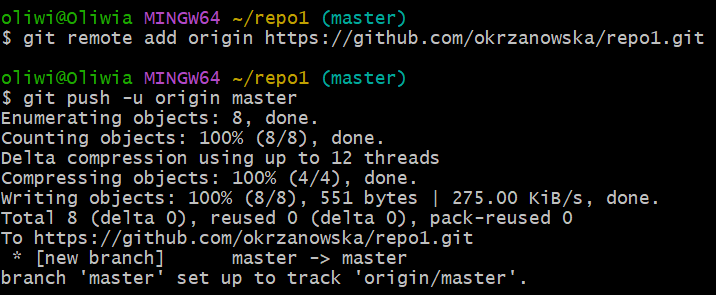 oliwi@Oliwia MINGW64 ~/repo1 (master)
$ git remote add origin https://github.com/okrzanowska/repo1.git
oliwi@Oliwia MINGW64 ~/repo1 (master)
$ git push -u origin master
Enumerating objects: 8, done.
Counting objects: 100% (8/8), done.
Delta compression using up to 12 threads
Compressing objects: 100% (4/4), done.
Writing objects: 100% (8/8), 551 bytes | 275.00 KiB/s, done.
Total 8 (delta 0), reused 0 (delta 0), pack-reused 0
To https://github.com/okrzanowska/repo1.git
 * [new branch]      master -> master
branch 'master' set up to track 'origin/master'.